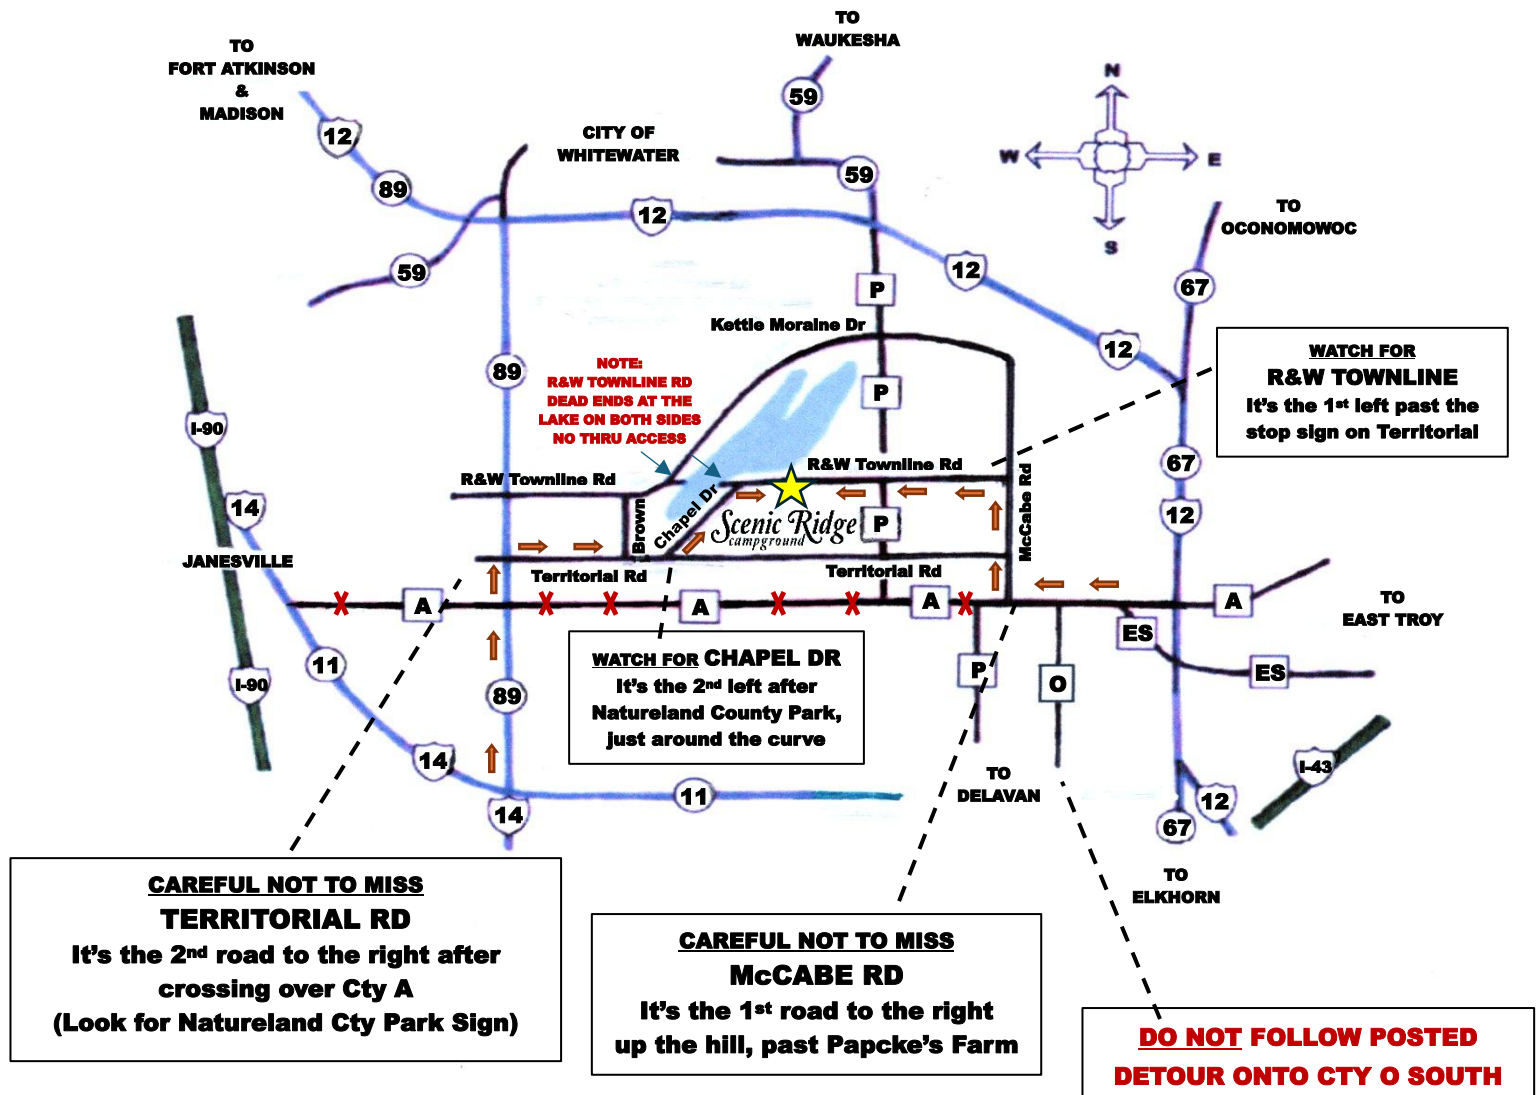 TO
WAUKESHA
TO
FORT ATKINSON
&
MADISON
59
N
12
CITY OF
WHITEWATER
W
E
59
89
TO
OCONOMOWOC
12
S
59
12
67
P
Kettle Moraine Dr
12
WATCH FOR
R&W TOWNLINE
It's the 1st left past the
stop sign on Territorial
NOTE:
R&W TOWNLINE RD
DEAD ENDS AT THE
LAKE ON BOTH SIDES
NO THRU ACCESS
89
P
I-90
R&W Townline Rd
R&W Townline Rd
67
14
12
Brown
Chapel Dr
Scenic Ridge
campground
P
McCabe Rd
JANESVILLE
Territorial Rd
Territorial Rd
X
A
X
X
A
X
X
A
X
A
TO
EAST TROY
ES
ES
11
I-90
89
WATCH FOR CHAPEL DR
It's the 2nd left after
Natureland County Park,
just around the curve
P
O
14
11
14
TO
DELAVAN
I-43
12
67
TO
ELKHORN
CAREFUL NOT TO MISS
TERRITORIAL RD
It's the 2nd road to the right after
crossing over Cty A
(Look for Natureland Cty Park Sign)
CAREFUL NOT TO MISS
McCABE RD
It's the 1st road to the right
up the hill, past Papcke's Farm
DO NOT FOLLOW POSTED
DETOUR ONTO CTY O SOUTH